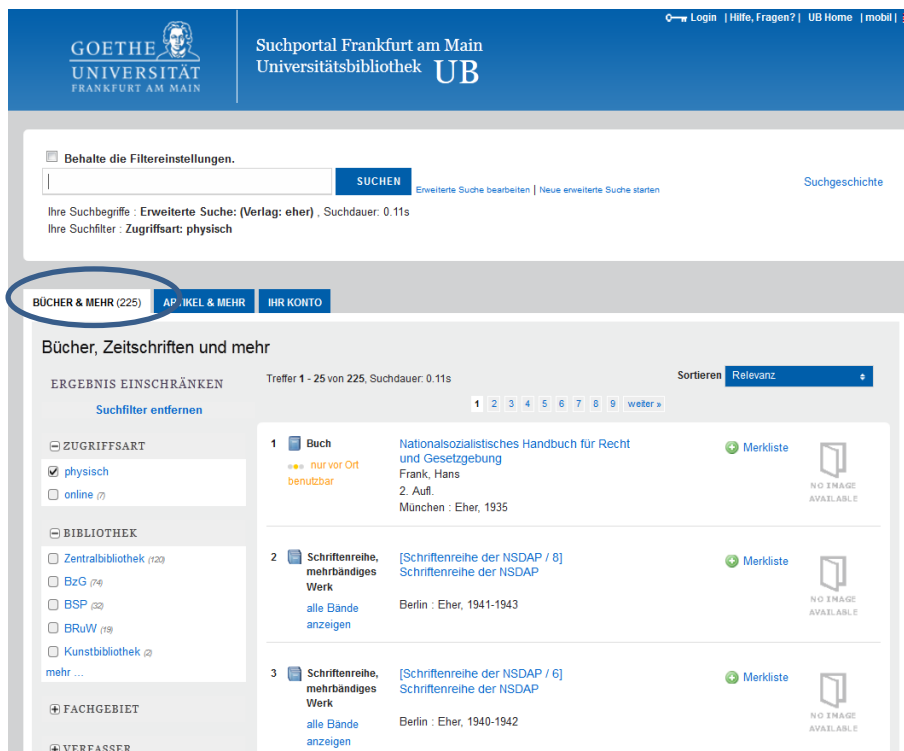 Login | Hilfe, Fragen? | UB Home | mobil |
GOETHE
UNIVERSITÄT
FRANKFURT AM MAIN
Suchportal Frankfurt am Main
Universitätsbibliothek UB
Behalte die Filtereinstellungen.
SUCHEN
Erweiterte Suche bearbeiten | Neue erweiterte Suche starten
Suchgeschichte
Ihre Suchbegriffe : Erweiterte Suche: (Verlag: eher) , Suchdauer: 0.11s
Ihre Suchfilter : Zugriffsart: physisch
BÜCHER & MEHR (225)
ARTIKEL & MEHR
IHR KONTO
Bücher, Zeitschriften und mehr
ERGEBNIS EINSCHRÄNKEN
Suchfilter entfernen
ZUGRIFFSART
physisch
online (7)
BIBLIOTHEK
Zentralbibliothek (120)
BzG (74)
BSP (32)
BRuW (19)
Kunstbibliothek (2)
mehr ...
FACHGEBIET
VERFASSER
Treffer 1 - 25 von 225, Suchdauer: 0.11s
Sortieren Relevanz
1 2 3 4 5 6 7 8 9 weiter »
1 Buch
nur vor Ort
benutzbar
Nationalsozialistisches Handbuch für Recht
und Gesetzgebung
Frank, Hans
2. Aufl.
München : Eher, 1935
Merkliste
NO IMAGE
AVAILABLE
2 Schriftenreihe,
mehrbändiges
Werk
alle Bände
anzeigen
[Schriftenreihe der NSDAP / 8]
Schriftenreihe der NSDAP
Berlin : Eher, 1941-1943
Merkliste
NO IMAGE
AVAILABLE
3 Schriftenreihe,
mehrbändiges
Werk
alle Bände
anzeigen
[Schriftenreihe der NSDAP / 6]
Schriftenreihe der NSDAP
Berlin : Eher, 1940-1942
Merkliste
NO IMAGE
AVAILABLE